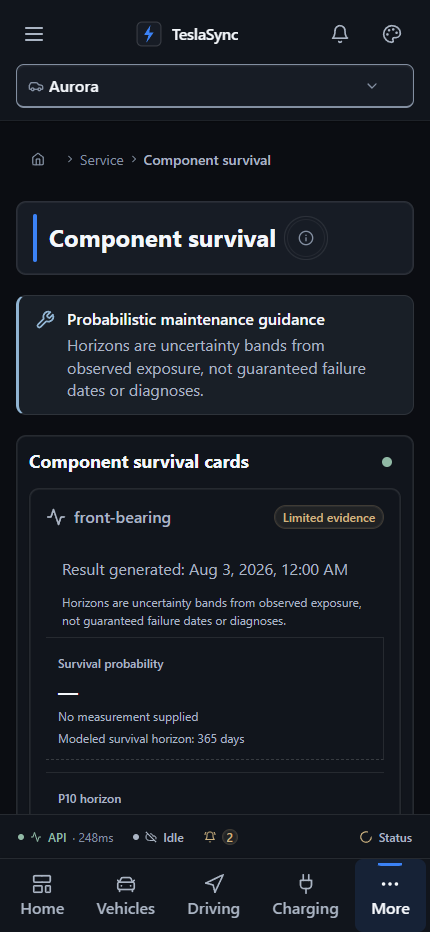 TeslaSync
Aurora
Service
Component survival
Component survival
Probabilistic maintenance guidance
Horizons are uncertainty bands from
observed exposure, not guaranteed failure
dates or diagnoses.
Component survival cards
front-bearing
Limited evidence
Result generated: Aug 3, 2026, 12:00 AM
Horizons are uncertainty bands from observed exposure,
not guaranteed failure dates or diagnoses.
Survival probability
—
No measurement supplied
Modeled survival horizon: 365 days
P10 horizon
API · 248ms
Idle
2
Status
Home
Vehicles
Driving
Charging
More